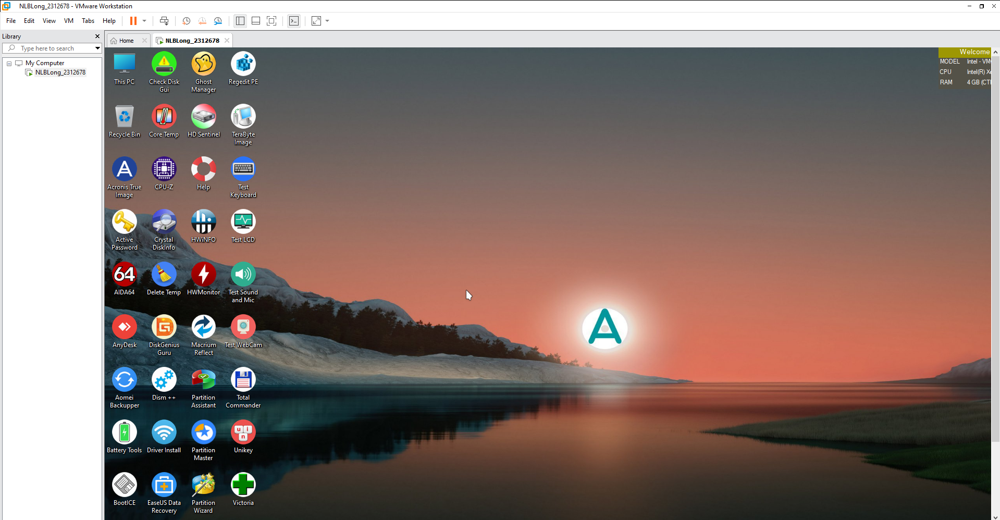 NLBLong_2312678 - VMware Workstation
File Edit View VM Tabs Help
Library
Type here to search
My Computer
NLBLong_2312678
Home
NLBLong_2312678
This PC
Check Disk
Gui
Ghost
Manager
Regedit PE
Recycle Bin
Core Temp
HD Sentinel
TeraByte
Image
Acronis True
Image
CPU-Z
Help
Test
Keyboard
Active
Password
Crystal
DiskInfo
HWiNFO
Test LCD
64
AIDA64
Delete Temp
HWMonitor
Test Sound
and Mic
AnyDesk
DiskGenius
Guru
Macrium
Reflect
Test WebCam
Aomei
Backupper
Dism ++
Partition
Assistant
Total
Commander
Battery Tools
Driver Install
Partition
Master
U i n
Unikey
BootICE
EaseUS Data
Recovery
Partition
Wizard
Victoria
A
Welcome
MODEL Intel - VM
CPU Intel(R) Xe
RAM 4 GB (CT